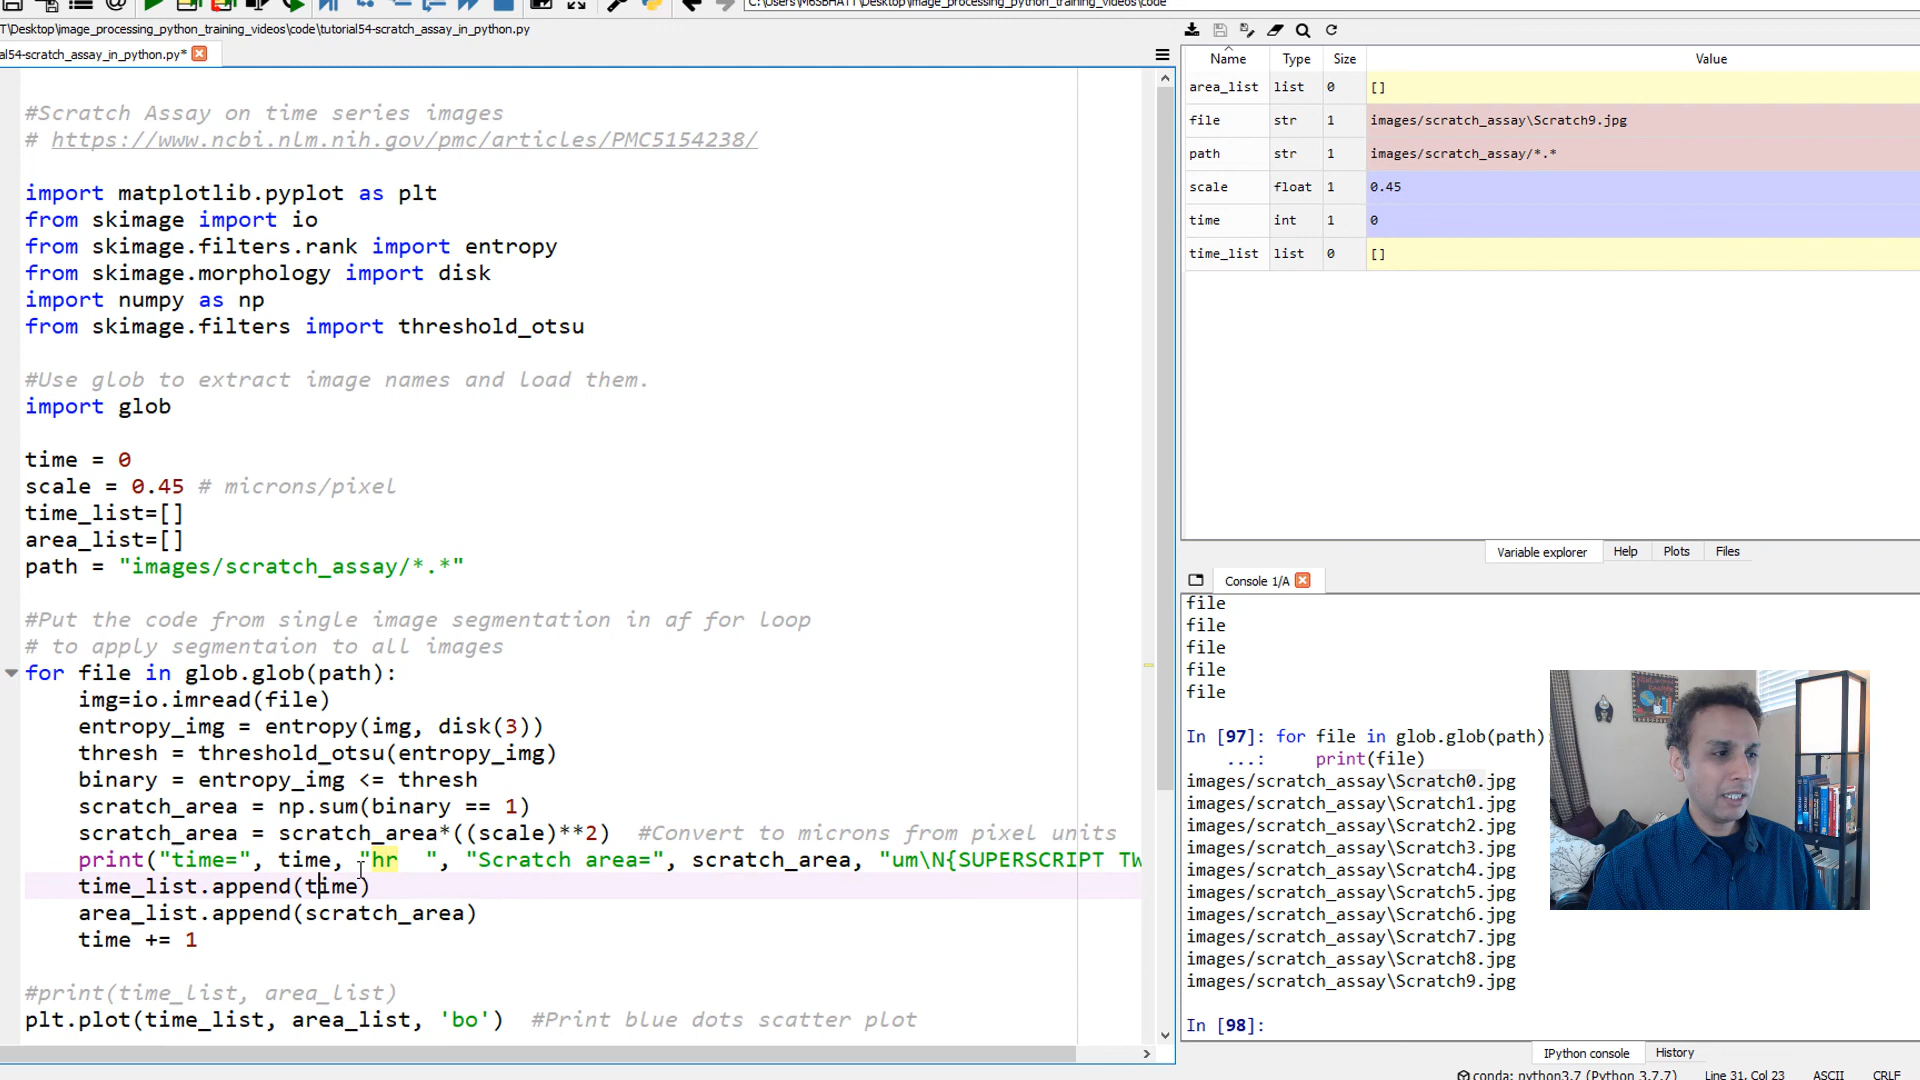 C:\Users\M6SBHATT\Desktop\image_processing_python_training_videos\code
T\Desktop\image_processing_python_training_videos\code\tutorial54-scratch_assay_in_python.py
al54-scratch_assay_in_python.py*
#Scratch Assay on time series images
# https://www.ncbi.nlm.nih.gov/pmc/articles/PMC5154238/
import matplotlib.pyplot as plt
from skimage import io
from skimage.filters.rank import entropy
from skimage.morphology import disk
import numpy as np
from skimage.filters import threshold_otsu
#Use glob to extract image names and load them.
import glob
time = 0
scale = 0.45 # microns/pixel
time_list=[]
area_list=[]
path = "images/scratch_assay/*.*"
#Put the code from single image segmentation in af for loop
# to apply segmentaion to all images
for file in glob.glob(path):
img=io.imread(file)
entropy_img = entropy(img, disk(3))
thresh = threshold_otsu(entropy_img)
binary = entropy_img <= thresh
scratch_area = np.sum(binary == 1)
scratch_area = scratch_area*((scale)**2)  #Convert to microns from pixel units
print("time=", time, "hr  ", "Scratch area=", scratch_area, "um\N{SUPERSCRIPT TW
time_list.append(time)
area_list.append(scratch_area)
time += 1
#print(time_list, area_list)
plt.plot(time_list, area_list, 'bo')  #Print blue dots scatter plot
Name Type Size Value
area_list list 0 []
file str 1 images/scratch_assay\Scratch9.jpg
path str 1 images/scratch_assay/*.*
scale float 1 0.45
time int 1 0
time_list list 0 []
Variable explorer Help Plots Files
Console 1/A
file
file
file
file
file
In [97]: for file in glob.glob(path)
...:     print(file)
images/scratch_assay\Scratch0.jpg
images/scratch_assay\Scratch1.jpg
images/scratch_assay\Scratch2.jpg
images/scratch_assay\Scratch3.jpg
images/scratch_assay\Scratch4.jpg
images/scratch_assay\Scratch5.jpg
images/scratch_assay\Scratch6.jpg
images/scratch_assay\Scratch7.jpg
images/scratch_assay\Scratch8.jpg
images/scratch_assay\Scratch9.jpg
In [98]:
IPython console History
conda: python3.7 (Python 3.7.7) Line 31, Col 23 ASCII CRLF